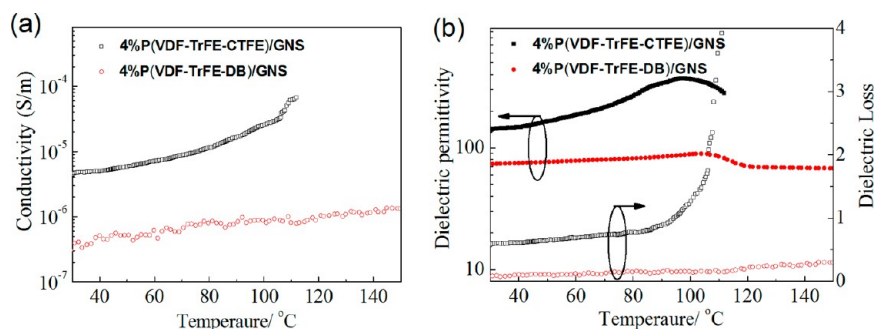 (a)
4%P(VDF-TrFE-CTFE)/GNS
4%P(VDF-TrFE-DB)/GNS
Conductivity (S/m)
10⁻⁴
10⁻⁵
10⁻⁶
10⁻⁷
40 60 80 100 120 140
Temperaure/ °C
(b)
4%P(VDF-TrFE-CTFE)/GNS
4%P(VDF-TrFE-DB)/GNS
Dielectric permittivity
100
10
4
3
2
1
0
Dielectric Loss
40 60 80 100 120 140
Temperaure/ °C